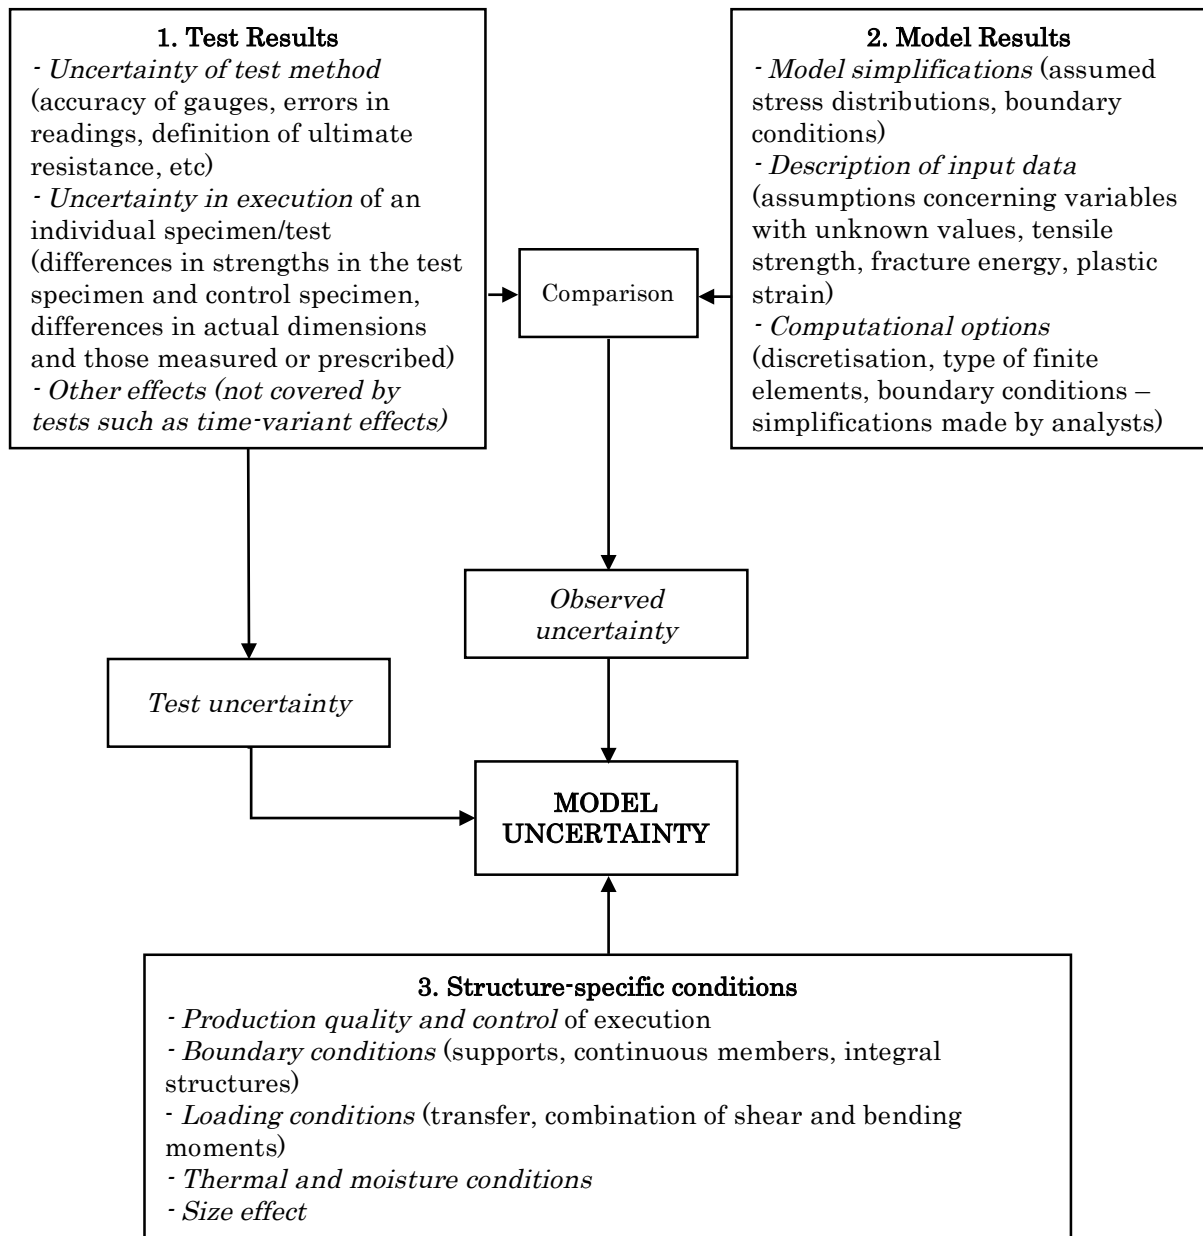 1. Test Results
- Uncertainty of test method
(accuracy of gauges, errors in
readings, definition of ultimate
resistance, etc)
- Uncertainty in execution of an
individual specimen/test
(differences in strengths in the test
specimen and control specimen,
differences in actual dimensions
and those measured or prescribed)
- Other effects (not covered by
tests such as time-variant effects)
2. Model Results
- Model simplifications (assumed
stress distributions, boundary
conditions)
- Description of input data
(assumptions concerning variables
with unknown values, tensile
strength, fracture energy, plastic
strain)
- Computational options
(discretisation, type of finite
elements, boundary conditions –
simplifications made by analysts)
Comparison
Observed
uncertainty
Test uncertainty
MODEL
UNCERTAINTY
3. Structure-specific conditions
- Production quality and control of execution
- Boundary conditions (supports, continuous members, integral
structures)
- Loading conditions (transfer, combination of shear and bending
moments)
- Thermal and moisture conditions
- Size effect